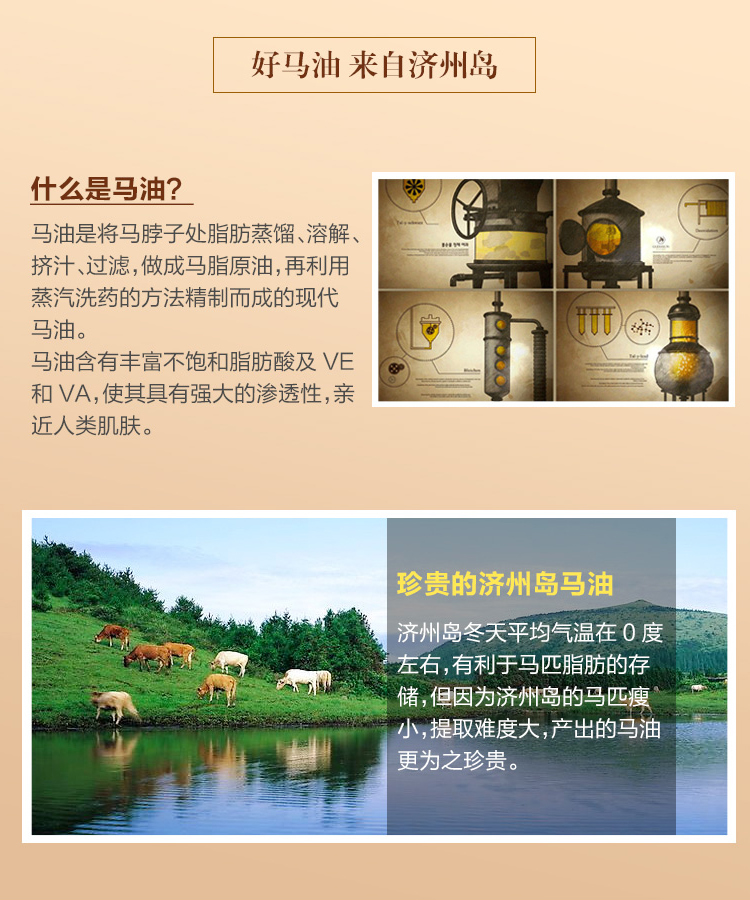 好马油 来自济州岛
什么是马油？
马油是将马脖子处脂肪蒸馏、溶解、
挤汁、过滤，做成马脂原油，再利用
蒸汽洗药的方法精制而成的现代
马油。
马油含有丰富不饱和脂肪酸及 VE
和 VA，使其具有强大的渗透性，亲
近人类肌肤。
珍贵的济州岛马油
济州岛冬天平均气温在 0 度
左右，有利于马匹脂肪的存
储，但因为济州岛的马匹瘦
小，提取难度大，产出的马油
更为之珍贵。